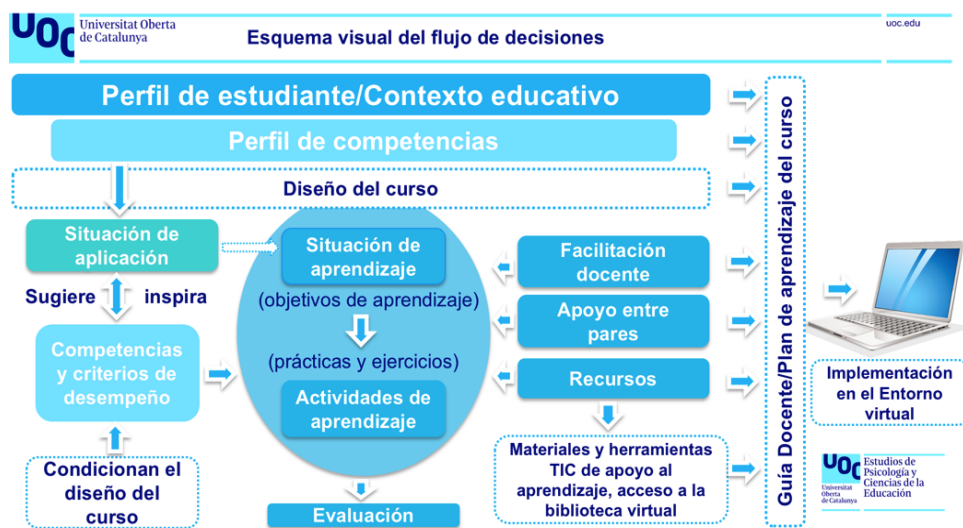 UOC
Universitat Oberta
de Catalunya
Esquema visual del flujo de decisiones
uoc.edu
Perfil de estudiante/Contexto educativo
Perfil de competencias
Diseño del curso
Situación de
aplicación
Sugiere inspira
Competencias
y criterios de
desempeño
Condicionan el
diseño del
curso
Situación de
aprendizaje
(objetivos de aprendizaje)
(prácticas y ejercicios)
Actividades de
aprendizaje
Evaluación
Facilitación
docente
Apoyo entre
pares
Recursos
Materiales y herramientas
TIC de apoyo al
aprendizaje, acceso a la
biblioteca virtual
Guía Docente/Plan de aprendizaje del curso
Implementación
en el Entorno
virtual
UOC
Universitat
Oberta
de Catalunya
Estudios de
Psicología y
Ciencias de la
Educación